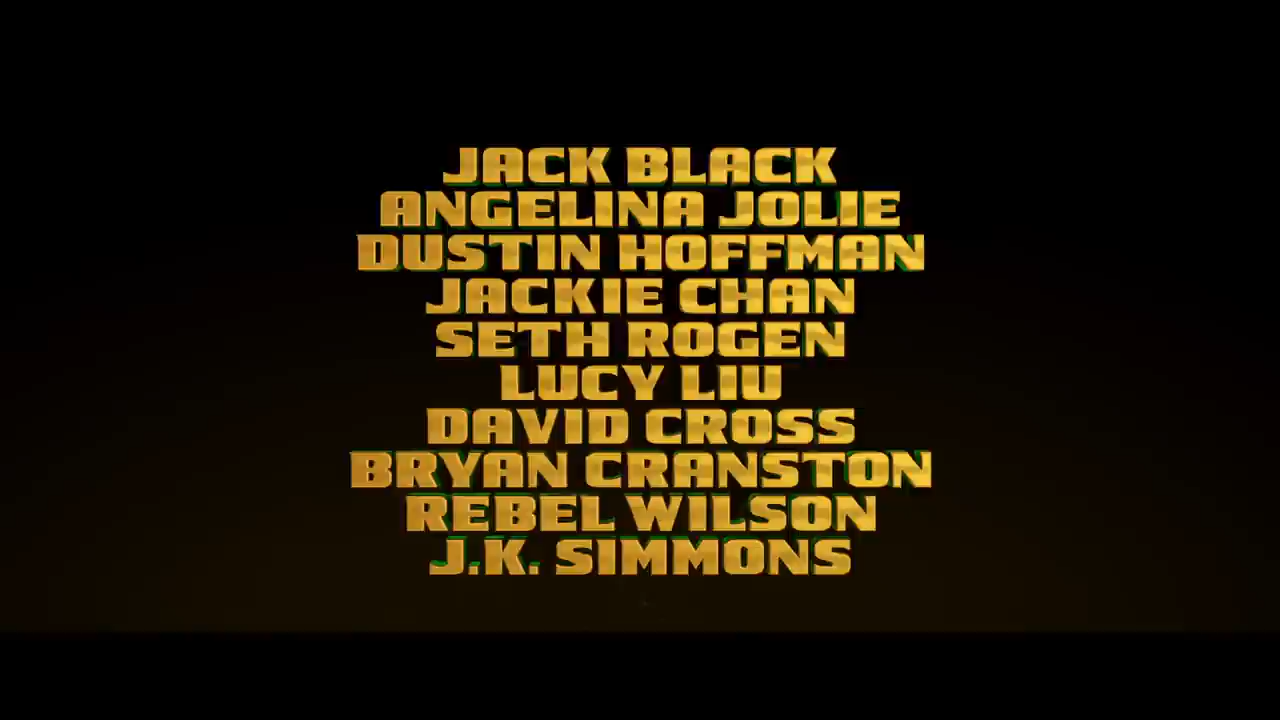 JACK BLACK
ANGELINA JOLIE
DUSTIN HOFFMAN
JACKIE CHAN
SETH ROGEN
LUCY LIU
DAVID CROSS
BRYAN CRANSTON
REBEL WILSON
J.K. SIMMONS